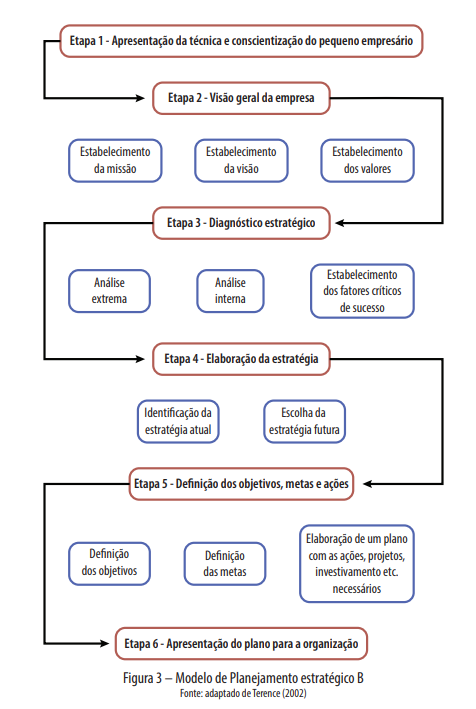 Etapa 1 - Apresentação da técnica e conscientização do pequeno empresário
Etapa 2 - Visão geral da empresa
Estabelecimento
da missão
Estabelecimento
da visão
Estabelecimento
dos valores
Etapa 3 - Diagnóstico estratégico
Análise
extrema
Análise
interna
Estabelecimento
dos fatores críticos
de sucesso
Etapa 4 - Elaboração da estratégia
Identificação da
estratégia atual
Escolha da
estratégia futura
Etapa 5 - Definição dos objetivos, metas e ações
Definição
dos objetivos
Definição
das metas
Elaboração de um plano
com as ações, projetos,
investivamento etc.
necessários
Etapa 6 - Apresentação do plano para a organização
Figura 3 – Modelo de Planejamento estratégico B
Fonte: adaptado de Terence (2002)